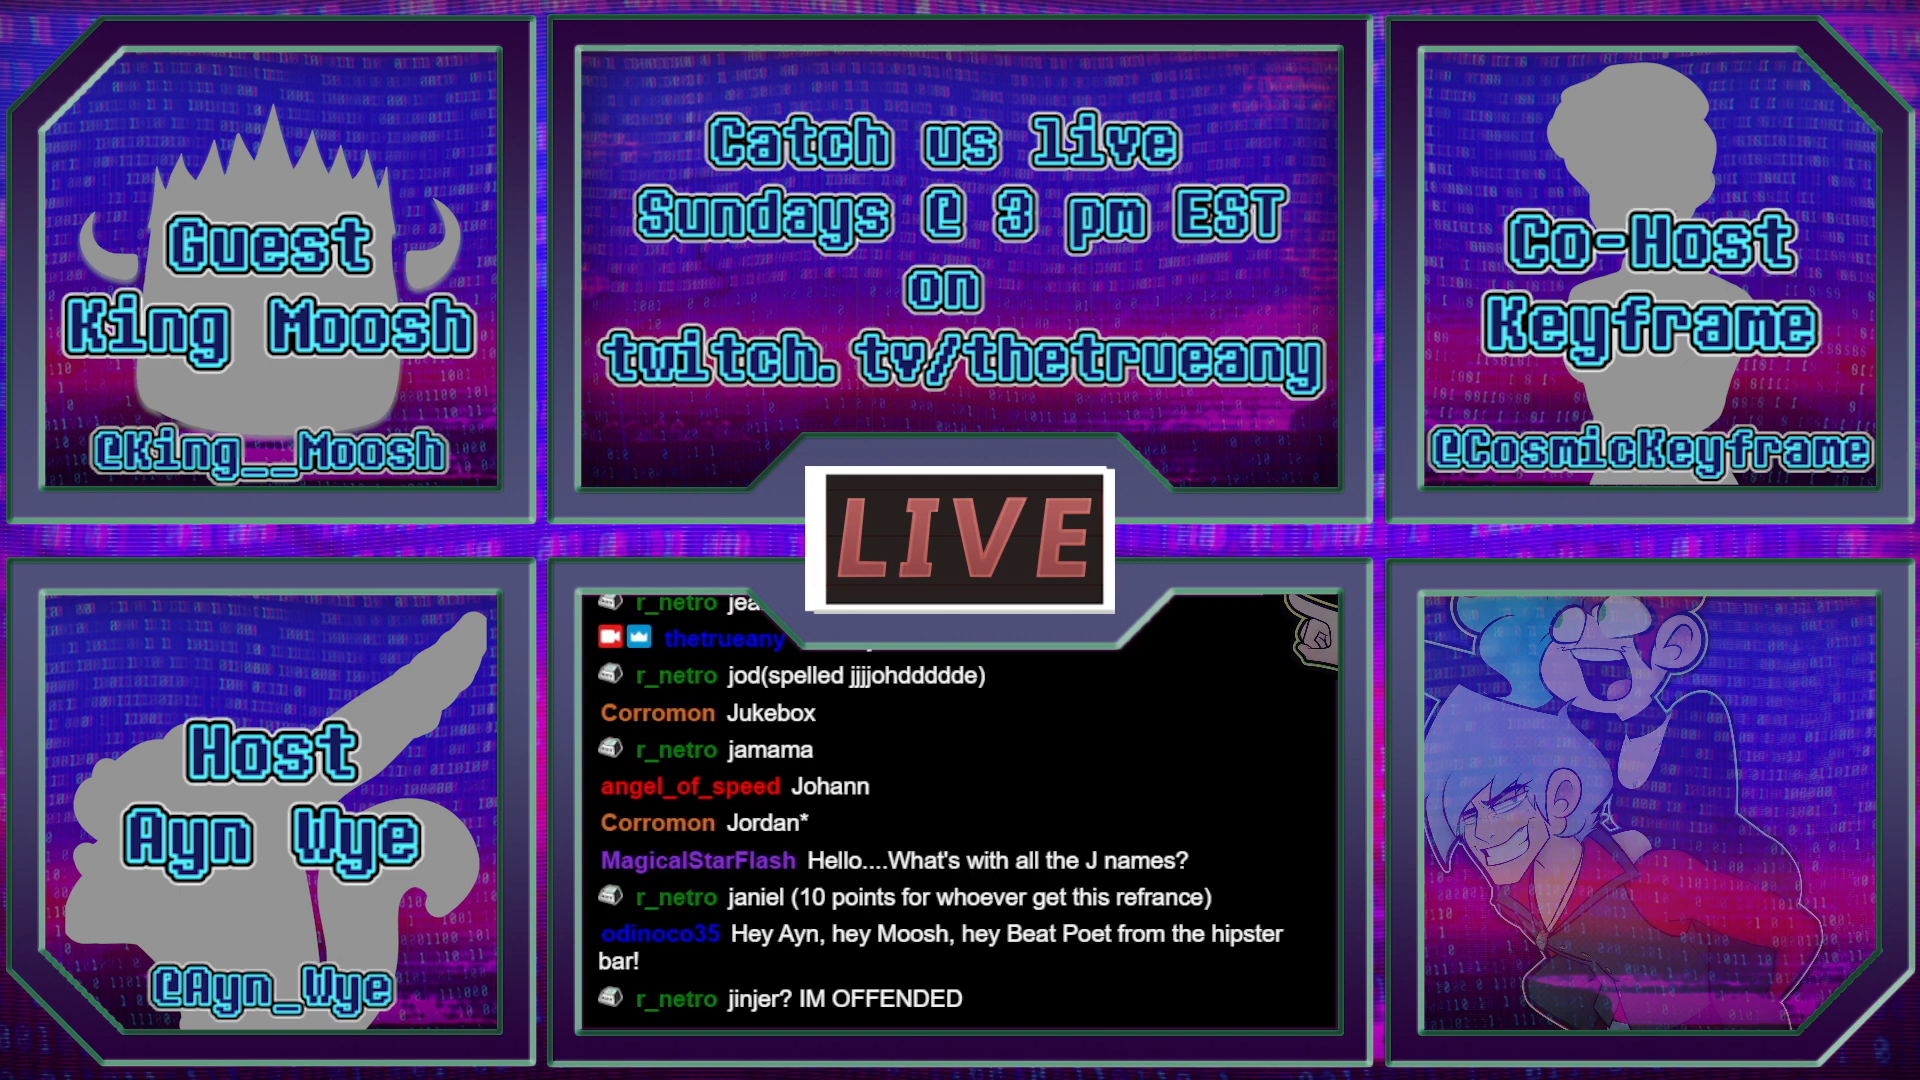 Guest
King Moosh
@King__Moosh
Catch us live
Sundays @ 3 pm EST
on
twitch.tv/thetrueany
Co-Host
Keyframe
@CosmicKeyframe
LIVE
Host
Ayn Wye
@Ayn_Wye
r_netro
thetrueany
r_netro jod(spelled jjjjohdddddde)
Corromon Jukebox
r_netro jamama
angel_of_speed Johann
Corromon Jordan*
MagicalStarFlash Hello....What's with all the J names?
r_netro janiel (10 points for whoever get this refrance)
odinoco35 Hey Ayn, hey Moosh, hey Beat Poet from the hipster
bar!
r_netro jinjer? IM OFFENDED